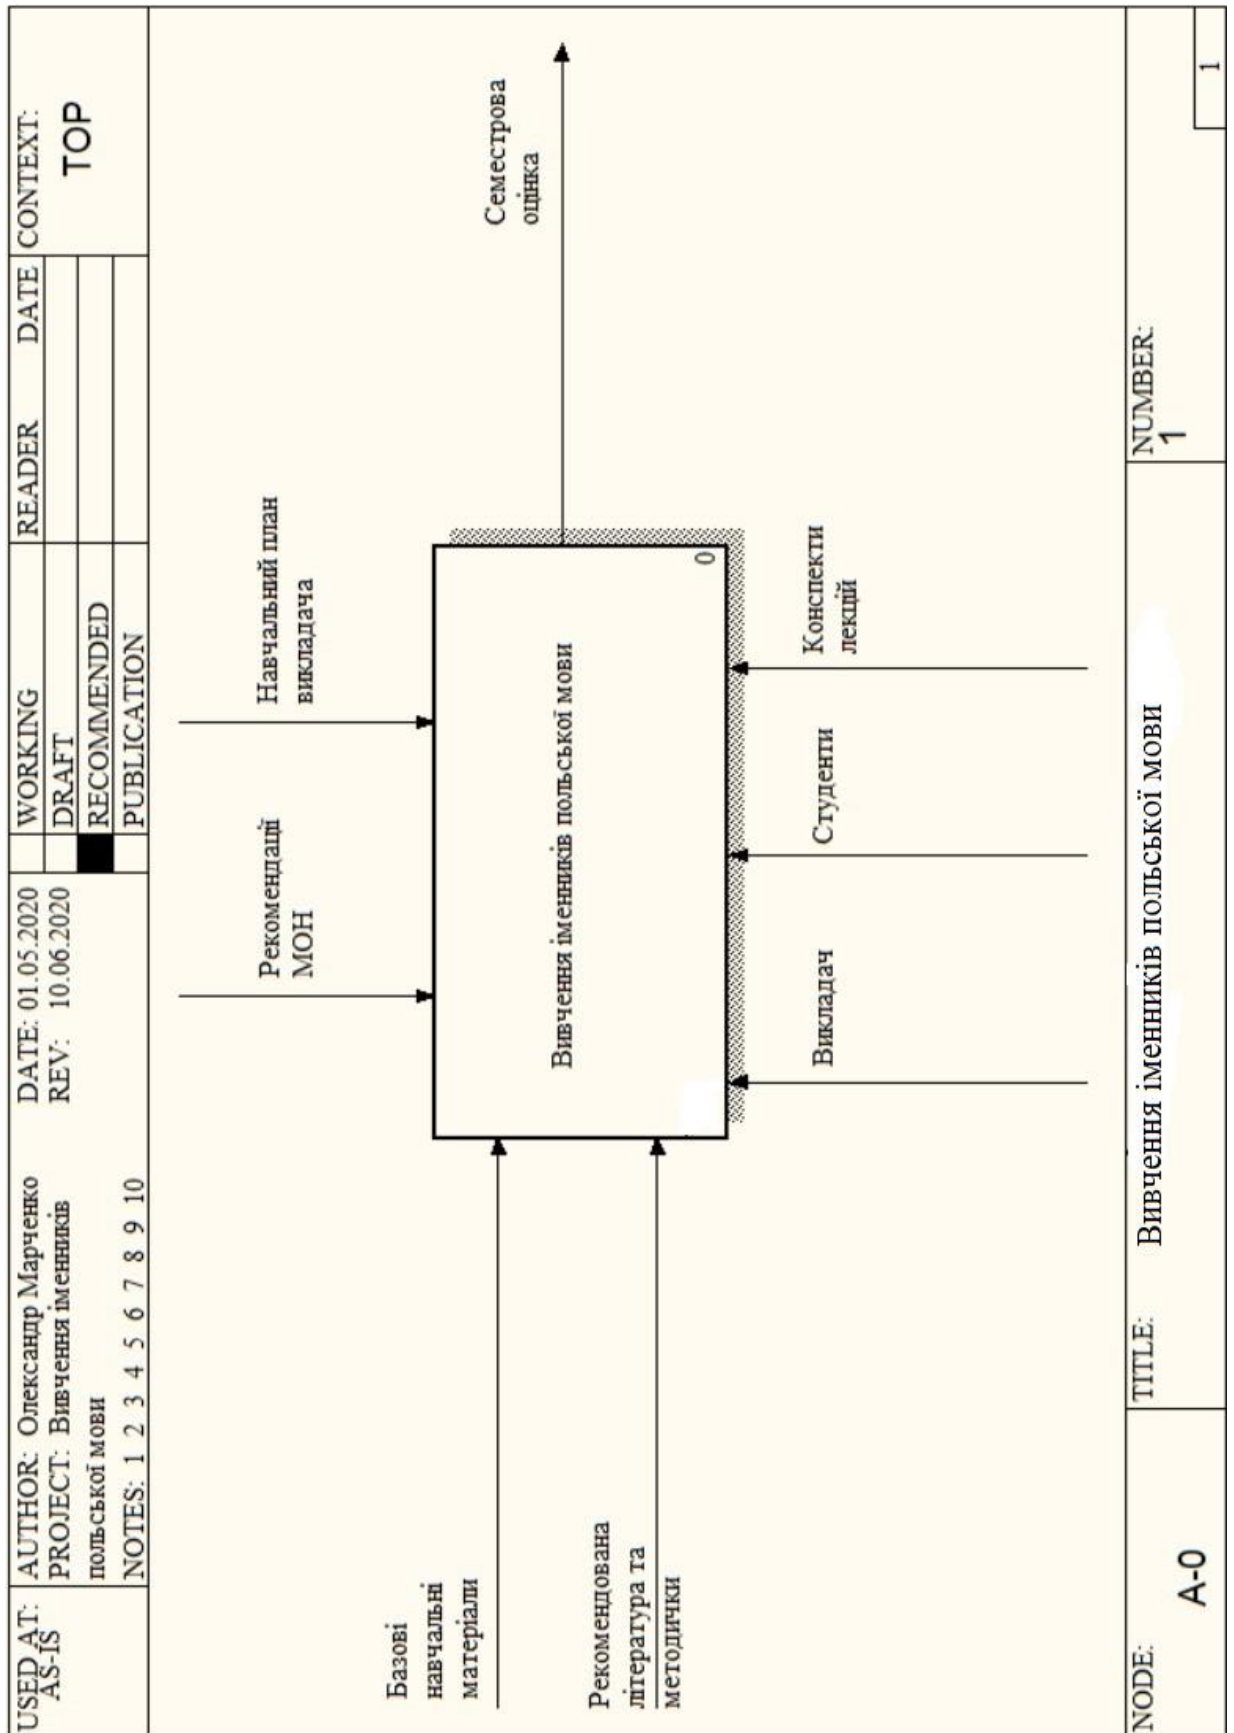 USED AT:
AS-IS
AUTHOR: Олександр Марченко
PROJECT: Вивчення іменників
польської мови
NOTES: 1 2 3 4 5 6 7 8 9 10
DATE: 01.05.2020
REV: 10.06.2020
WORKING
DRAFT
RECOMMENDED
PUBLICATION
READER DATE
CONTEXT:
TOP
Рекомендації
МОН
Навчальний план
викладача
Базові
навчальні
матеріали
Рекомендована
література та
методички
Вивчення іменників польської мови
0
Семестрова
оцінка
Викладач
Студенти
Конспекти
лекцій
NODE:
A-0
TITLE:
Вивчення іменників польської мови
NUMBER:
1
1